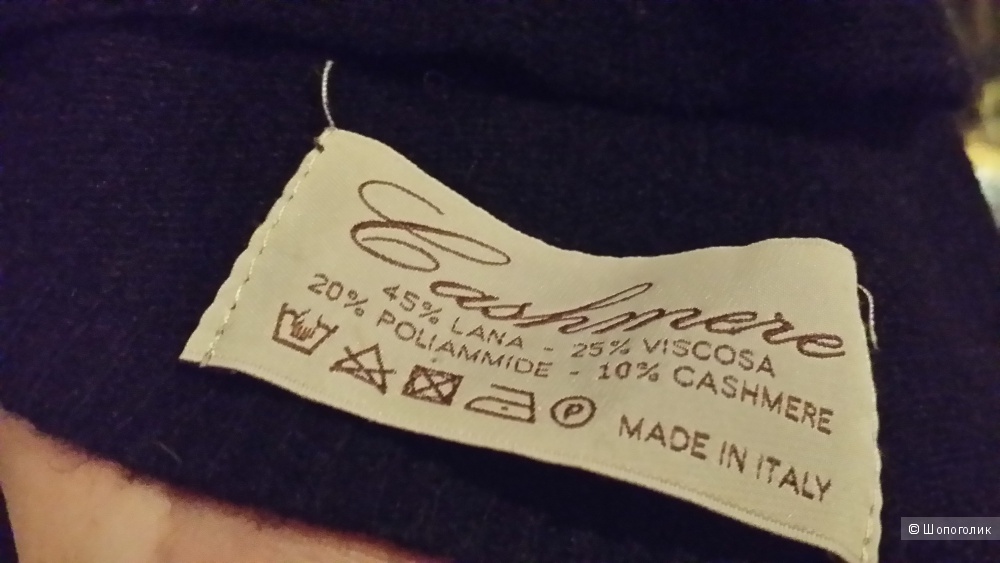 Cashmere
45% LANA - 25% VISCOSA
20% POLIAMMIDE - 10% CASHMERE
P
MADE IN ITALY
© Шопоголик